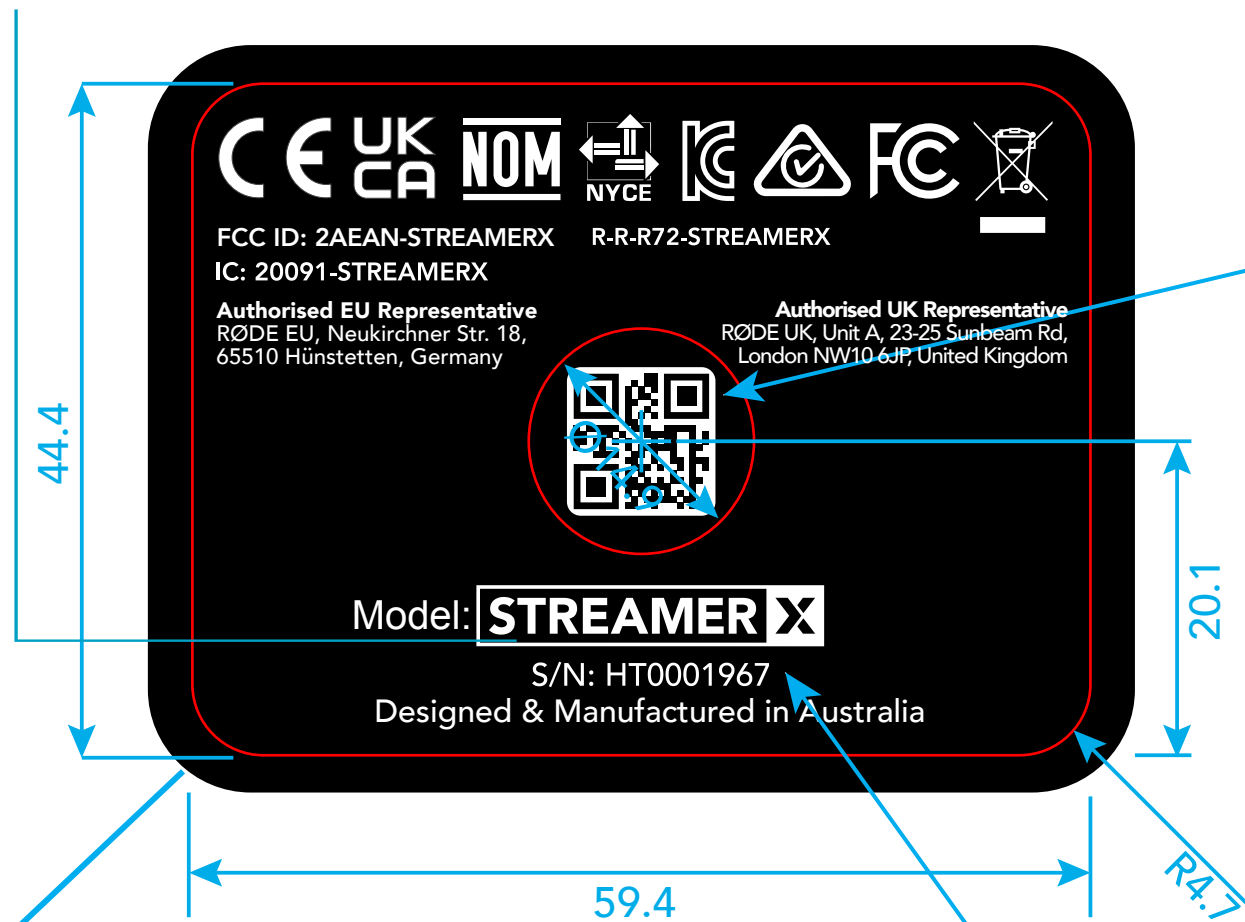 CE UK CA NOM NYCE FC
FCC ID: 2AEAN-STREAMERX R-R-R72-STREAMERX
IC: 20091-STREAMERX
Authorised EU Representative
RØDE EU, Neukirchner Str. 18,
65510 Hünstetten, Germany
Authorised UK Representative
RØDE UK, Unit A, 23-25 Sunbeam Rd,
London NW10 6JP, United Kingdom
44.4
Ø14.9
20.1
Model: STREAMER X
S/N: HT0001967
Designed & Manufactured in Australia
59.4
R4.7